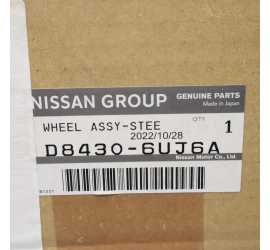 NISSAN GROUP
GENUINE PARTS
Made in Japan
WHEEL ASSY-STEE
2022/10/28
QTY
1
D8430-6UJ6A
Nissan Motor Co., Ltd.